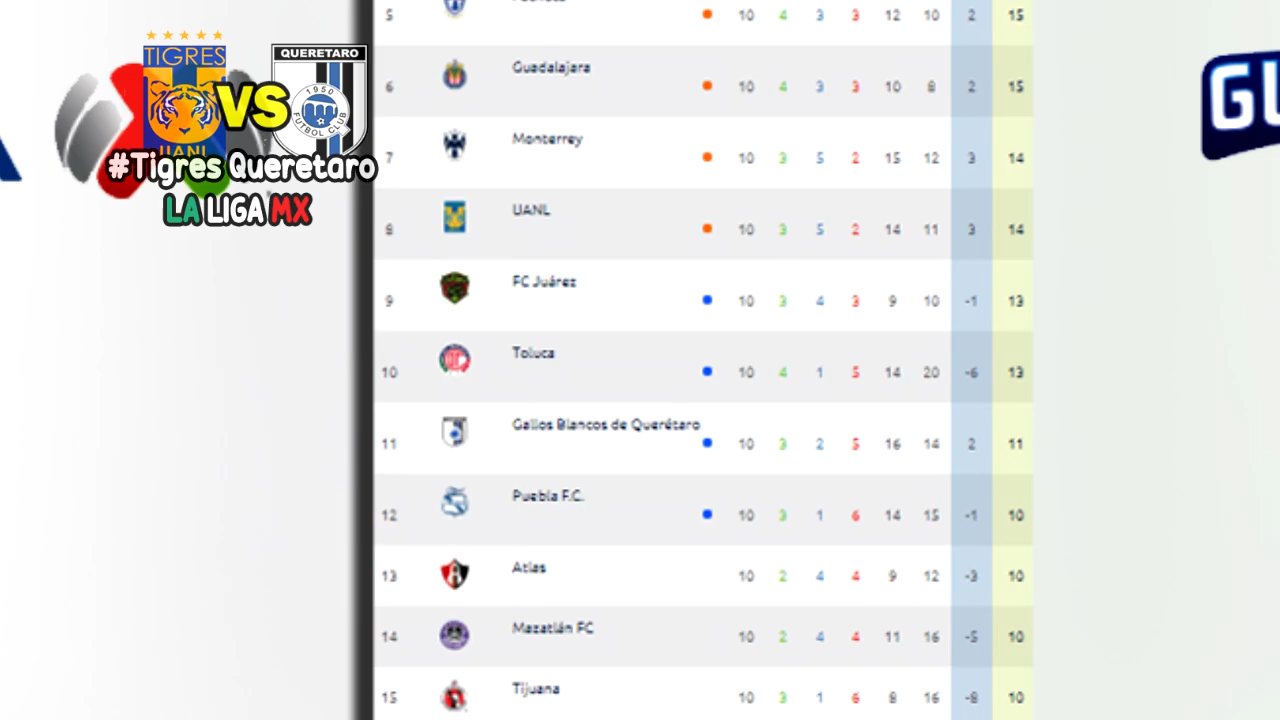 ★★★★★
TIGRES
UANL
VS
QUERETARO
1950
FUTBOL CLUB
#Tigres Queretaro
LA LIGA MX
GU
5 Pachuca 10 4 3 3 12 10 2 15
6 Guadalajara 10 4 3 3 10 8 2 15
7 Monterrey 10 3 5 2 15 12 3 14
8 UANL 10 3 5 2 14 11 3 14
9 FC Juárez 10 3 4 3 9 10 -1 13
10 Toluca 10 4 1 5 14 20 -6 13
11 Gallos Blancos de Querétaro 10 3 2 5 16 14 2 11
12 Puebla F.C. 10 3 1 6 14 15 -1 10
13 Atlas 10 2 4 4 9 12 -3 10
14 Mazatlán FC 10 2 4 4 11 16 -5 10
15 Tijuana 10 3 1 6 8 16 -8 10